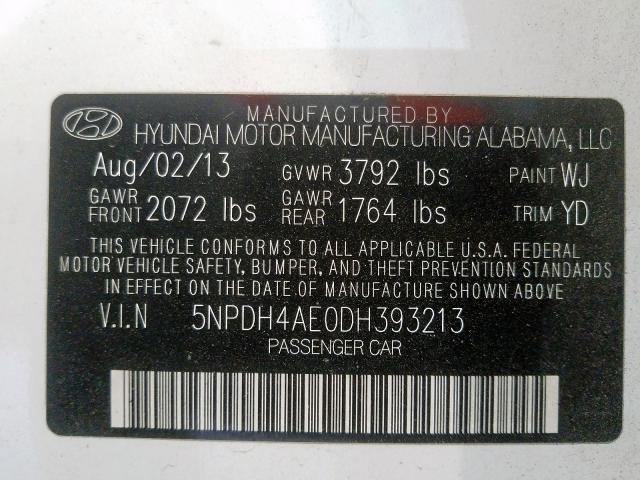 MANUFACTURED BY
HYUNDAI MOTOR MANUFACTURING ALABAMA, LLC
Aug/02/13 GVWR 3792 lbs PAINT WJ
GAWR FRONT 2072 lbs GAWR REAR 1764 lbs TRIM YD
THIS VEHICLE CONFORMS TO ALL APPLICABLE U.S.A. FEDERAL
MOTOR VEHICLE SAFETY, BUMPER, AND THEFT PREVENTION STANDARDS
IN EFFECT ON THE DATE OF MANUFACTURE SHOWN ABOVE
V.I.N 5NPDH4AE0DH393213
PASSENGER CAR